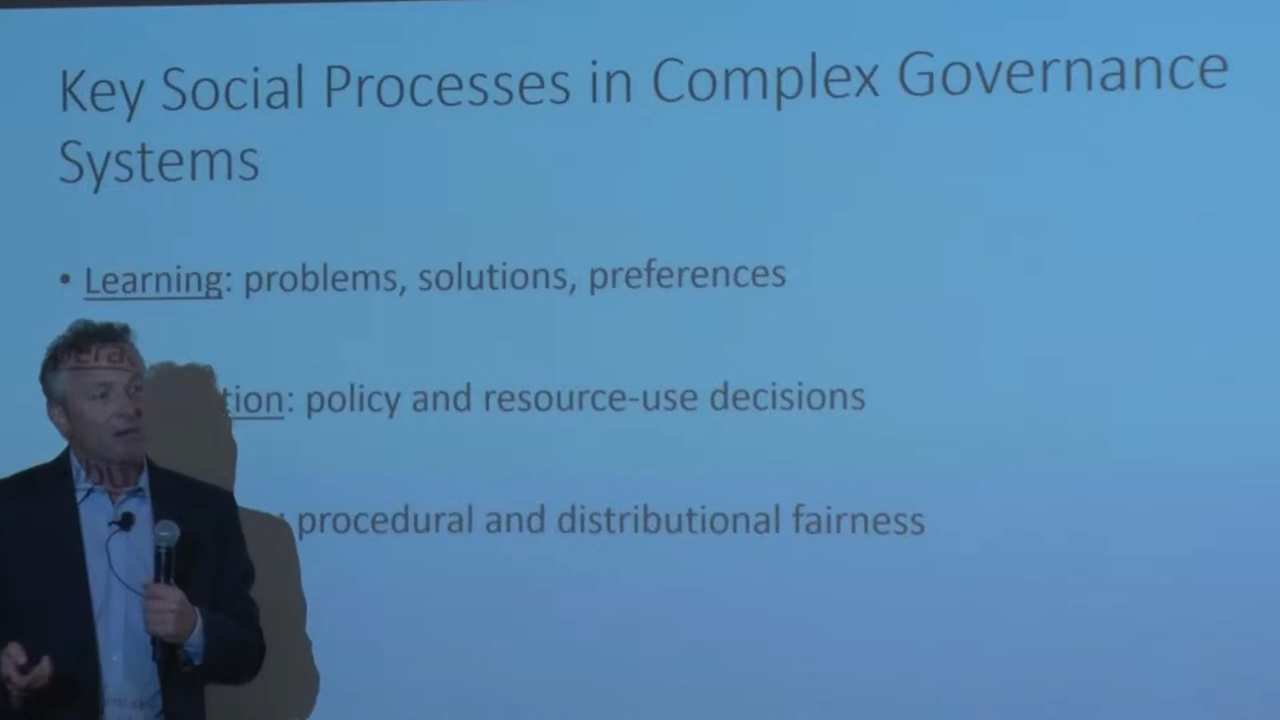 Key Social Processes in Complex Governance
Systems
• Learning: problems, solutions, preferences
tion: policy and resource-use decisions
: procedural and distributional fairness